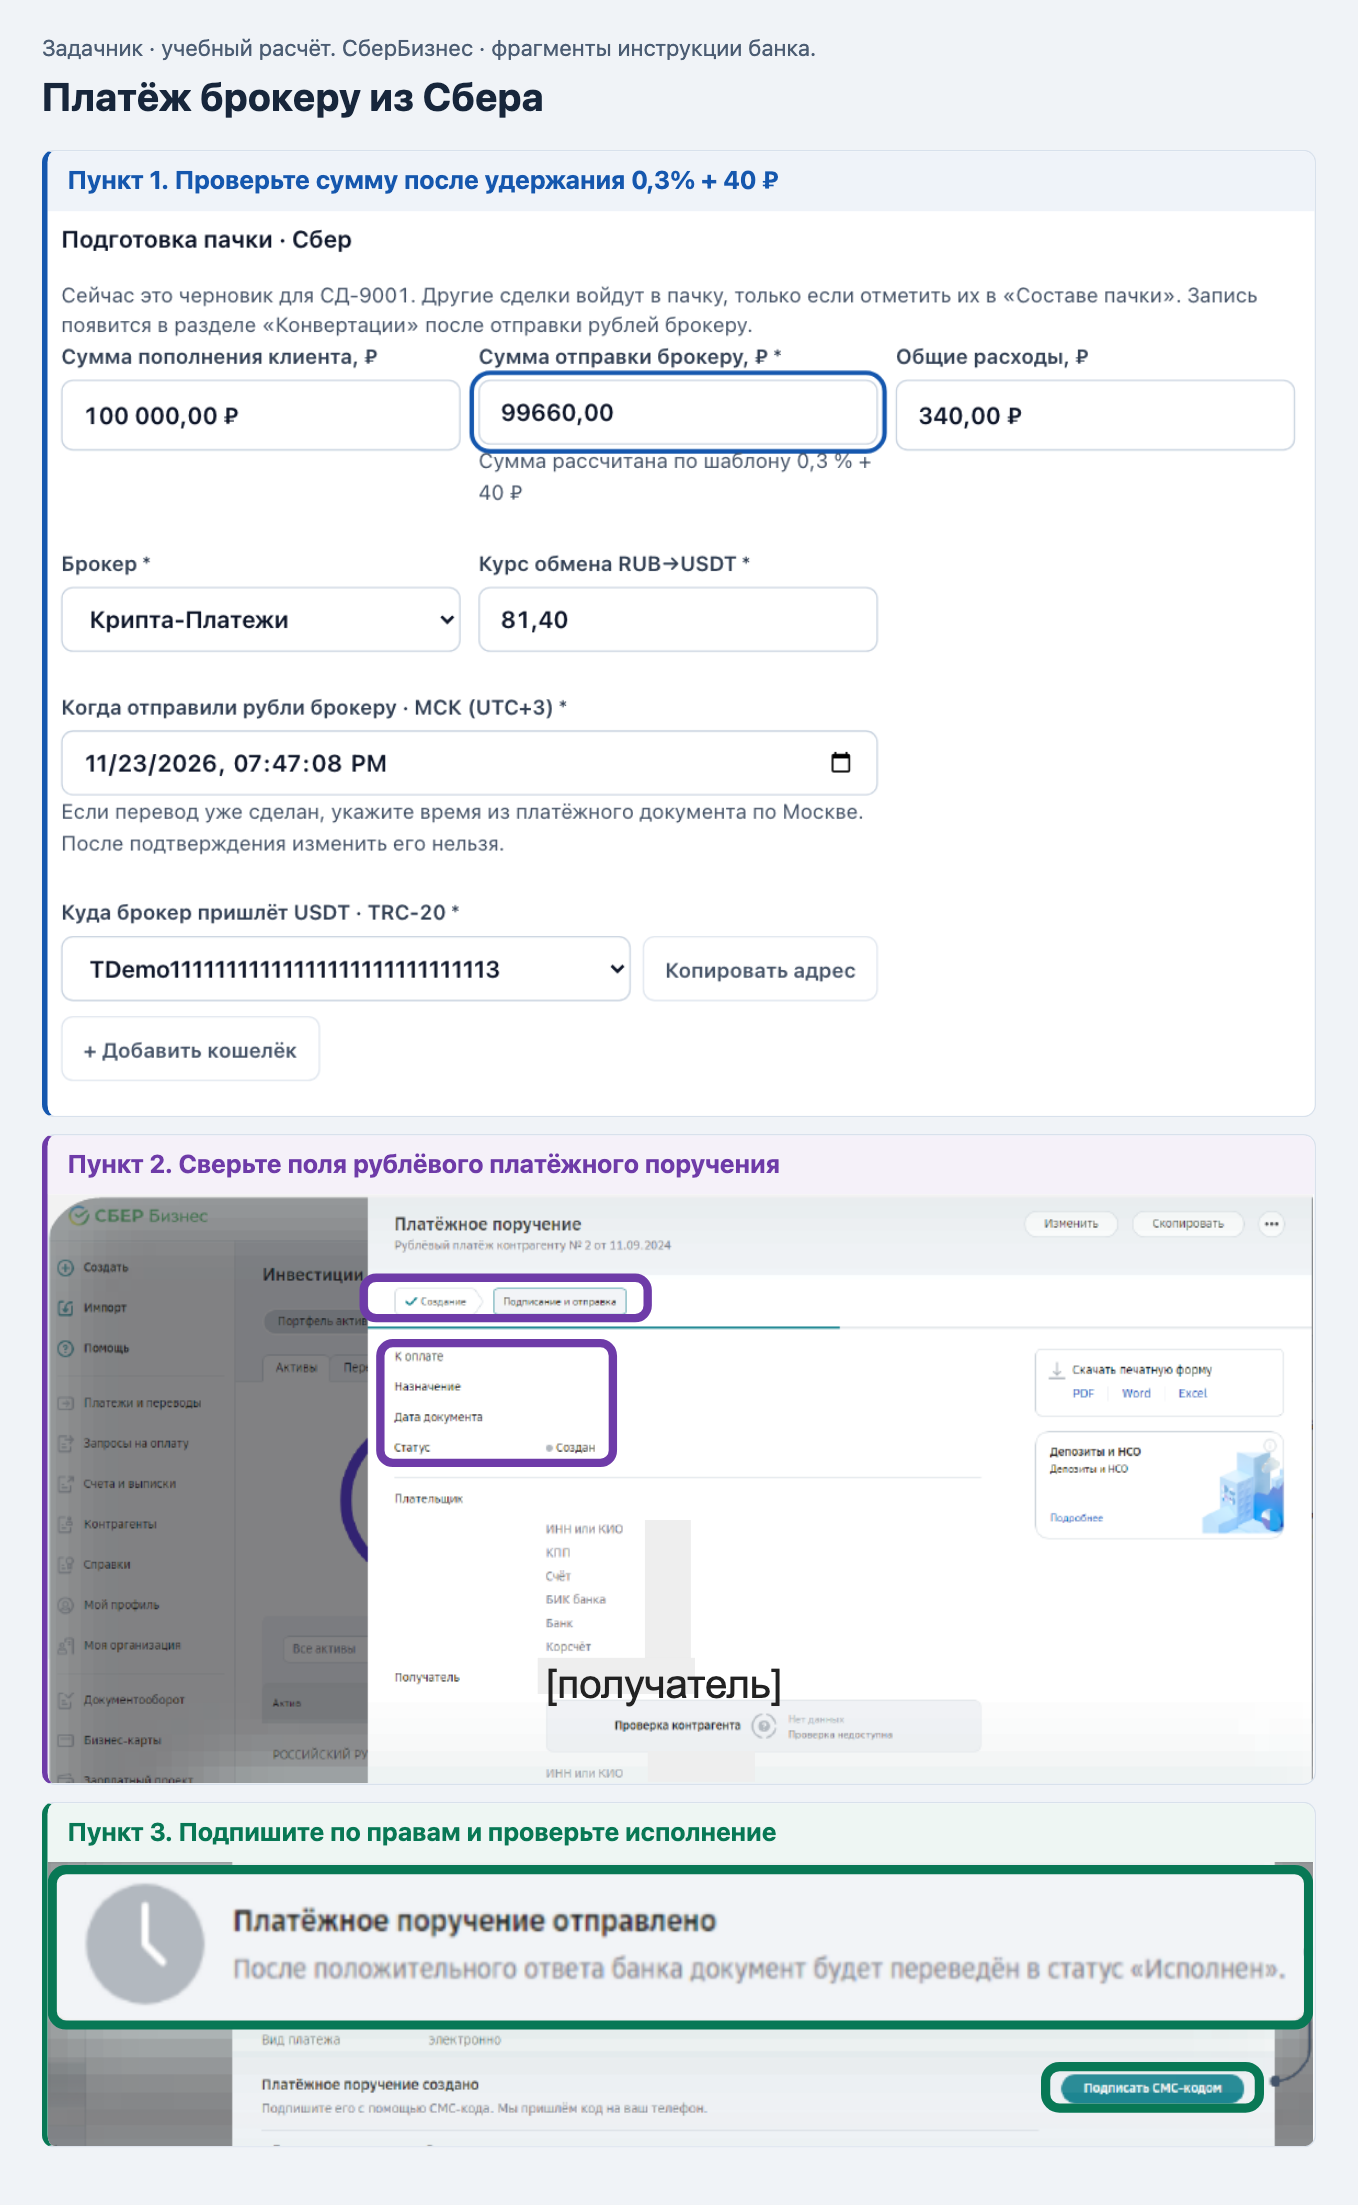 Задачник · учебный расчёт. СберБизнес · фрагменты инструкции банка.
Платёж брокеру из Сбера
Пункт 1. Проверьте сумму после удержания 0,3% + 40 ₽
Подготовка пачки · Сбер
Сейчас это черновик для СД-9001. Другие сделки войдут в пачку, только если отметить их в «Составе пачки». Запись
появится в разделе «Конвертации» после отправки рублей брокеру.
Сумма пополнения клиента, ₽
Сумма отправки брокеру, ₽ *
Общие расходы, ₽
100 000,00 ₽
99660,00
340,00 ₽
Сумма рассчитана по шаблону 0,3 % +
40 ₽
Брокер *
Курс обмена RUB→USDT *
Крипта-Платежи
81,40
Когда отправили рубли брокеру · МСК (UTC+3) *
11/23/2026, 07:47:08 PM
Если перевод уже сделан, укажите время из платёжного документа по Москве.
После подтверждения изменить его нельзя.
Куда брокер пришлёт USDT · TRC-20 *
TDemo11111111111111111111111111113
Копировать адрес
+ Добавить кошелёк
Пункт 2. Сверьте поля рублёвого платёжного поручения
СБЕР Бизнес
Создать
Импорт
Помощь
Платежи и переводы
Запросы на оплату
Счета и выписки
Контрагенты
Справки
Мой профиль
Моя организация
Документооборот
Бизнес-карты
Зарплатный проект
Инвестиции
Портфель актив
Активы
Пер
Все активы
Актив
РОССИЙСКИЙ РУ
Платёжное поручение
Рублёвый платёж контрагенту № 2 от 11.09.2024
Изменить
Скопировать
Создание
Подписание и отправка
К оплате
Назначение
Дата документа
Статус
Создан
Скачать печатную форму
PDF
Word
Excel
Депозиты и НСО
Депозиты и НСО
Подробнее
Плательщик
ИНН или КИО
КПП
Счёт
БИК банка
Банк
Корсчёт
Получатель
[получатель]
Проверка контрагента
Нет данных
Проверка недоступна
ИНН или КИО
Пункт 3. Подпишите по правам и проверьте исполнение
Платёжное поручение отправлено
После положительного ответа банка документ будет переведён в статус «Исполнен».
Вид платежа
электронно
Платёжное поручение создано
Подпишите его с помощью СМС-кода. Мы пришлём код на ваш телефон.
Подписать СМС-кодом